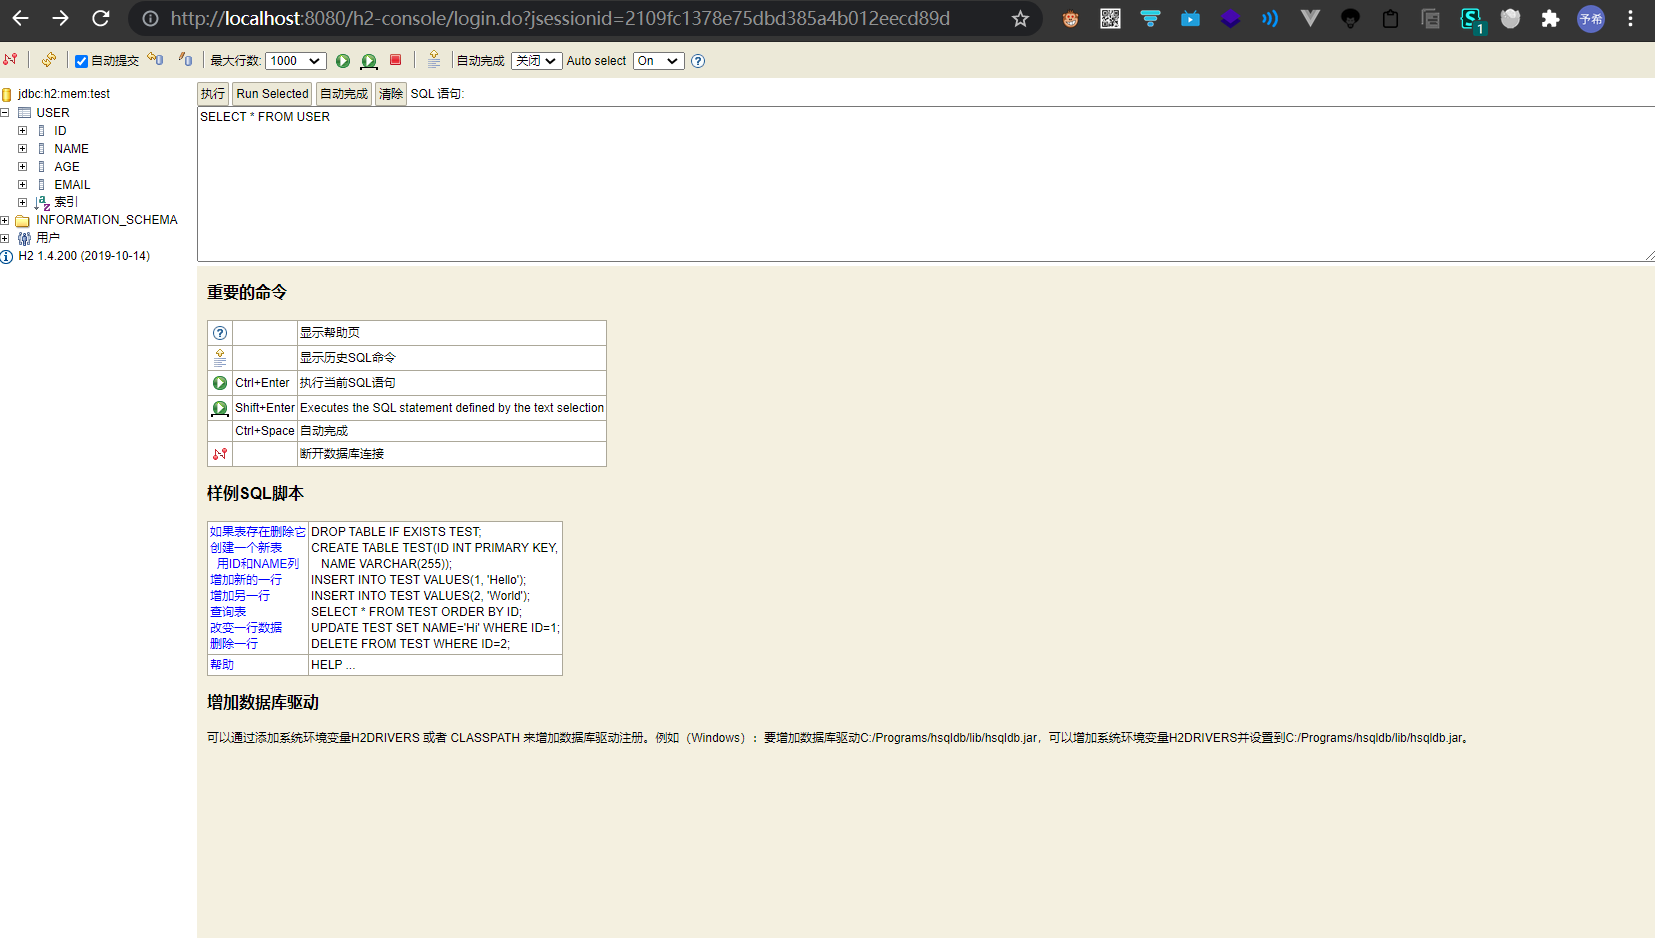 http://localhost:8080/h2-console/login.do?jsessionid=2109fc1378e75dbd385a4b012eecd89d
1
予希
自动提交
最大行数:
1000
自动完成
关闭
Auto select
On
jdbc:h2:mem:test
USER
ID
NAME
AGE
EMAIL
索引
INFORMATION_SCHEMA
用户
H2 1.4.200 (2019-10-14)
执行
Run Selected
自动完成
清除
SQL 语句:
SELECT * FROM USER
重要的命令
显示帮助页
显示历史SQL命令
Ctrl+Enter 执行当前SQL语句
Shift+Enter Executes the SQL statement defined by the text selection
Ctrl+Space 自动完成
断开数据库连接
样例SQL脚本
如果表存在删除它 DROP TABLE IF EXISTS TEST;
创建一个新表 CREATE TABLE TEST(ID INT PRIMARY KEY,
用ID和NAME列 NAME VARCHAR(255));
增加新的一行 INSERT INTO TEST VALUES(1, 'Hello');
增加另一行 INSERT INTO TEST VALUES(2, 'World');
查询表 SELECT * FROM TEST ORDER BY ID;
改变一行数据 UPDATE TEST SET NAME='Hi' WHERE ID=1;
删除一行 DELETE FROM TEST WHERE ID=2;
帮助 HELP ...
增加数据库驱动
可以通过添加系统环境变量H2DRIVERS 或者 CLASSPATH 来增加数据库驱动注册。例如（Windows）：要增加数据库驱动C:/Programs/hsqldb/lib/hsqldb.jar，可以增加系统环境变量H2DRIVERS并设置到C:/Programs/hsqldb/lib/hsqldb.jar。